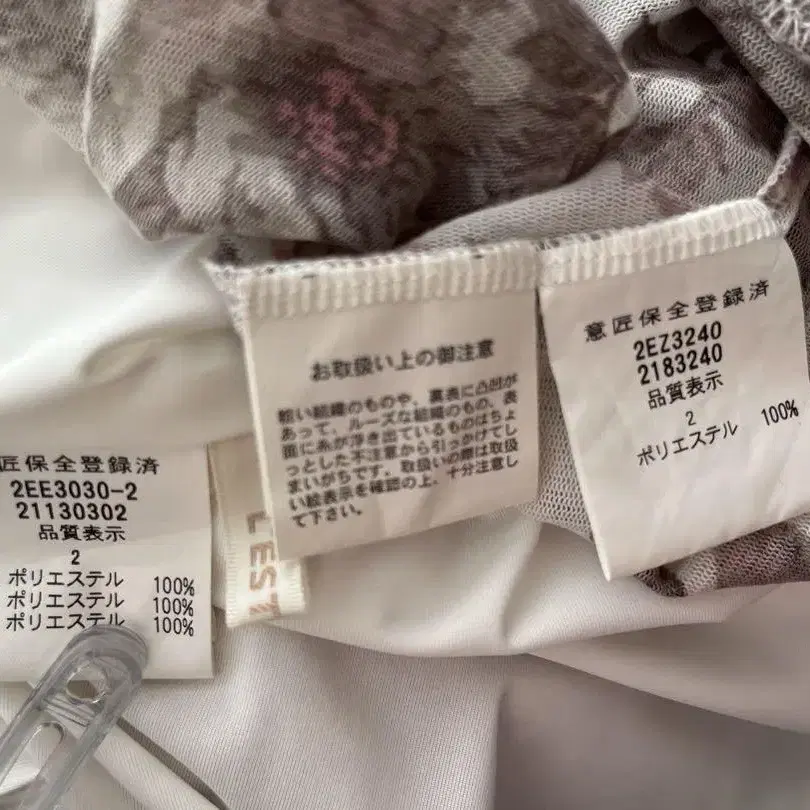 匠保全登録済
2EE3030-2
21130302
品質表示
2
ポリエステル 100%
ポリエステル 100%
ポリエステル 100%
LEST
お取扱い上の御注意
粗い組織のものや、裏表に凸凹が
あって、ルーズな組織のもの、表
面に糸が浮き出ているものはちょ
っとした不注意から引っかけてし
まいがちです。取扱いの際は取扱
い絵表示を確認の上、十分注意し
て下さい。
意匠保全登録済
2EZ3240
2183240
品質表示
2
ポリエステル 100%